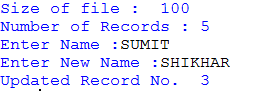 Size of file :  100
Number of Records : 5
Enter Name :SUMIT
Enter New Name :SHIKHAR
Updated Record No.  3